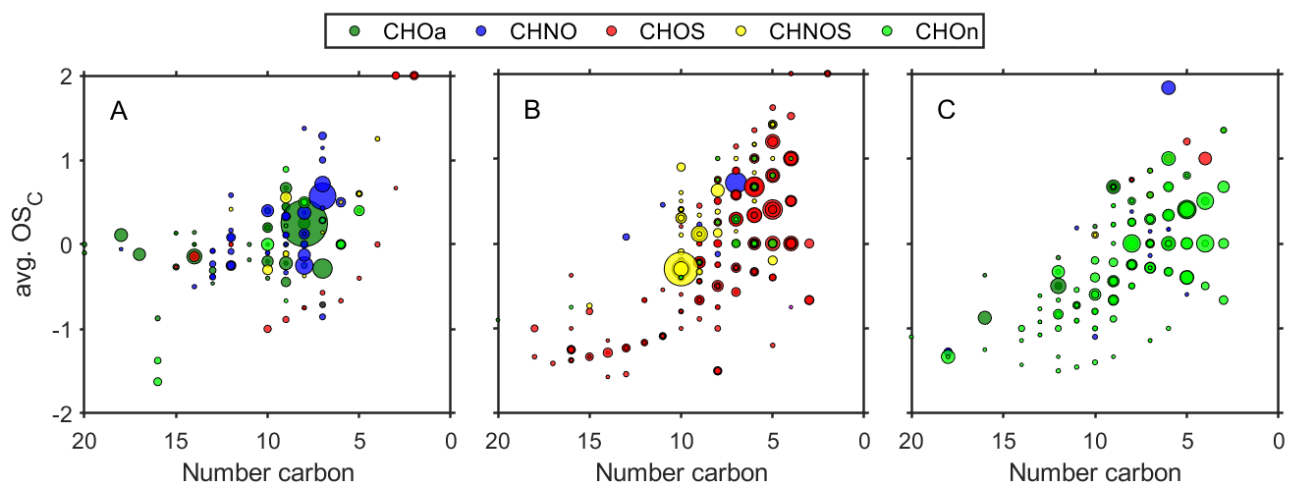 CHOa CHNO CHOS CHNOS CHOn
A B C
avg. OSC
2
1
0
-1
-2
20 15 10 5 0 20 15 10 5 0 20 15 10 5 0
Number carbon Number carbon Number carbon